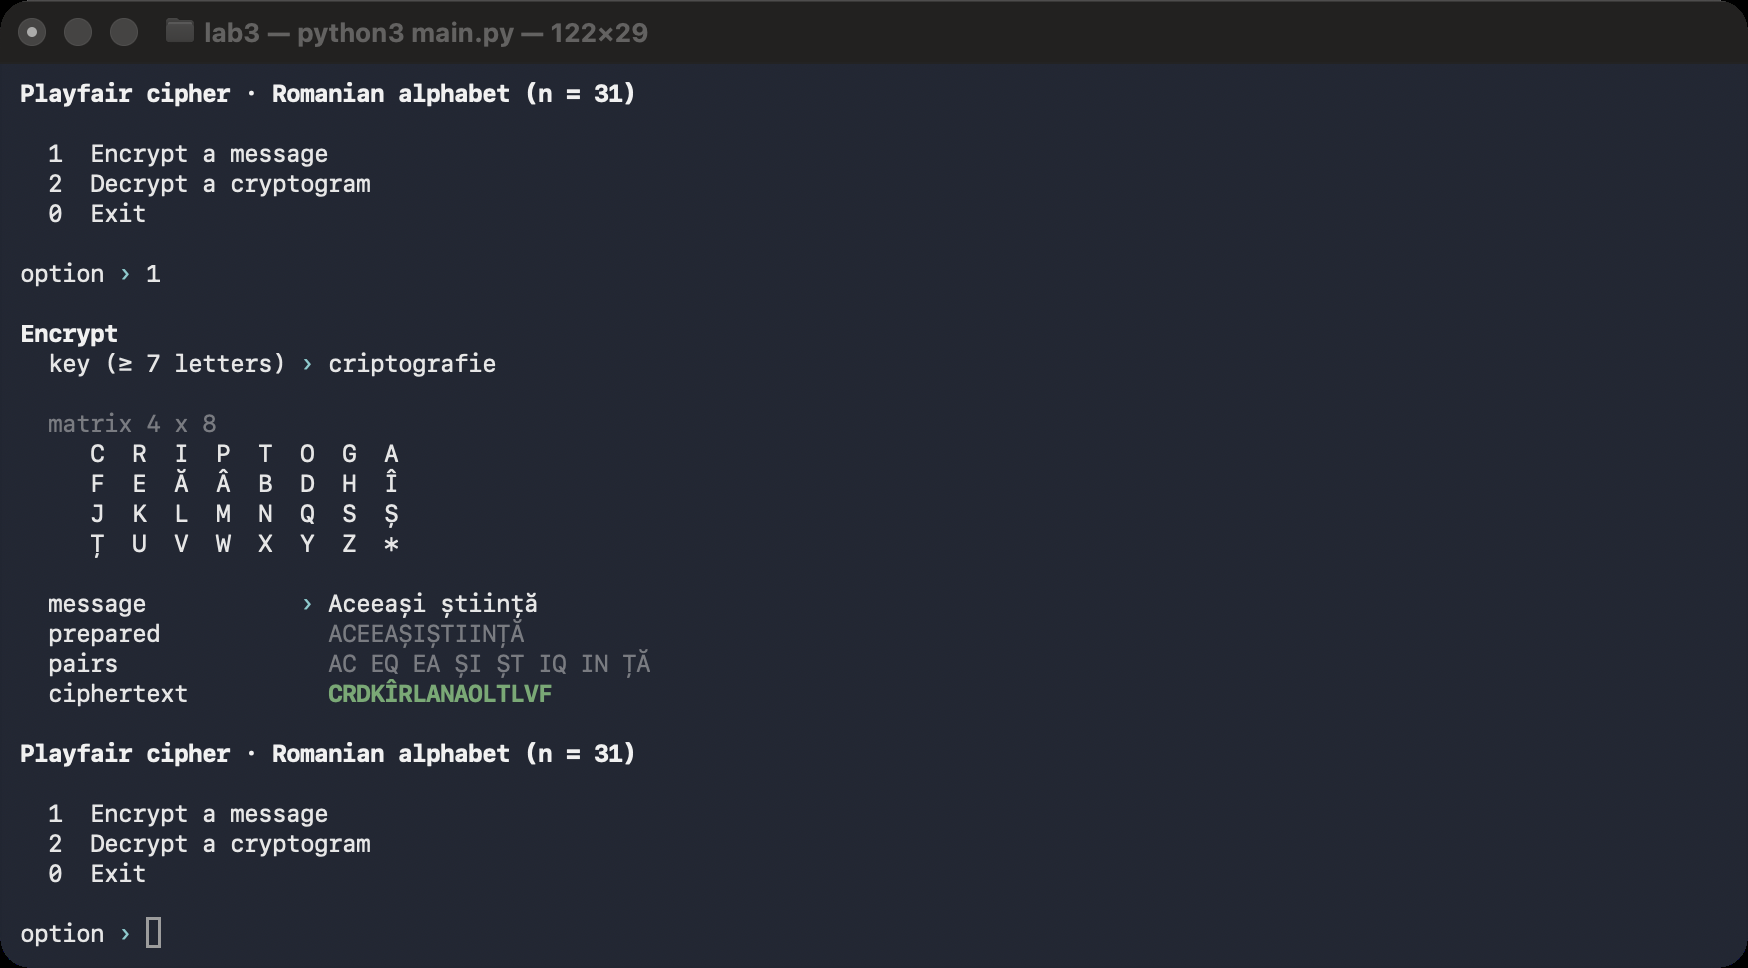 lab3 — python3 main.py — 122×29
Playfair cipher · Romanian alphabet (n = 31)
1 Encrypt a message
2 Decrypt a cryptogram
0 Exit
option › 1
Encrypt
key (≥ 7 letters) › criptografie
matrix 4 x 8
C R I P T O G A
F E Ă Â B D H Î
J K L M N Q S Ș
Ț U V W X Y Z *
message › Aceeași știință
prepared ACEEAȘIȘTIINȚĂ
pairs AC EQ EA ȘI ȘT IQ IN ȚĂ
ciphertext CRDKÎRLANAOLTLVF
Playfair cipher · Romanian alphabet (n = 31)
1 Encrypt a message
2 Decrypt a cryptogram
0 Exit
option ›